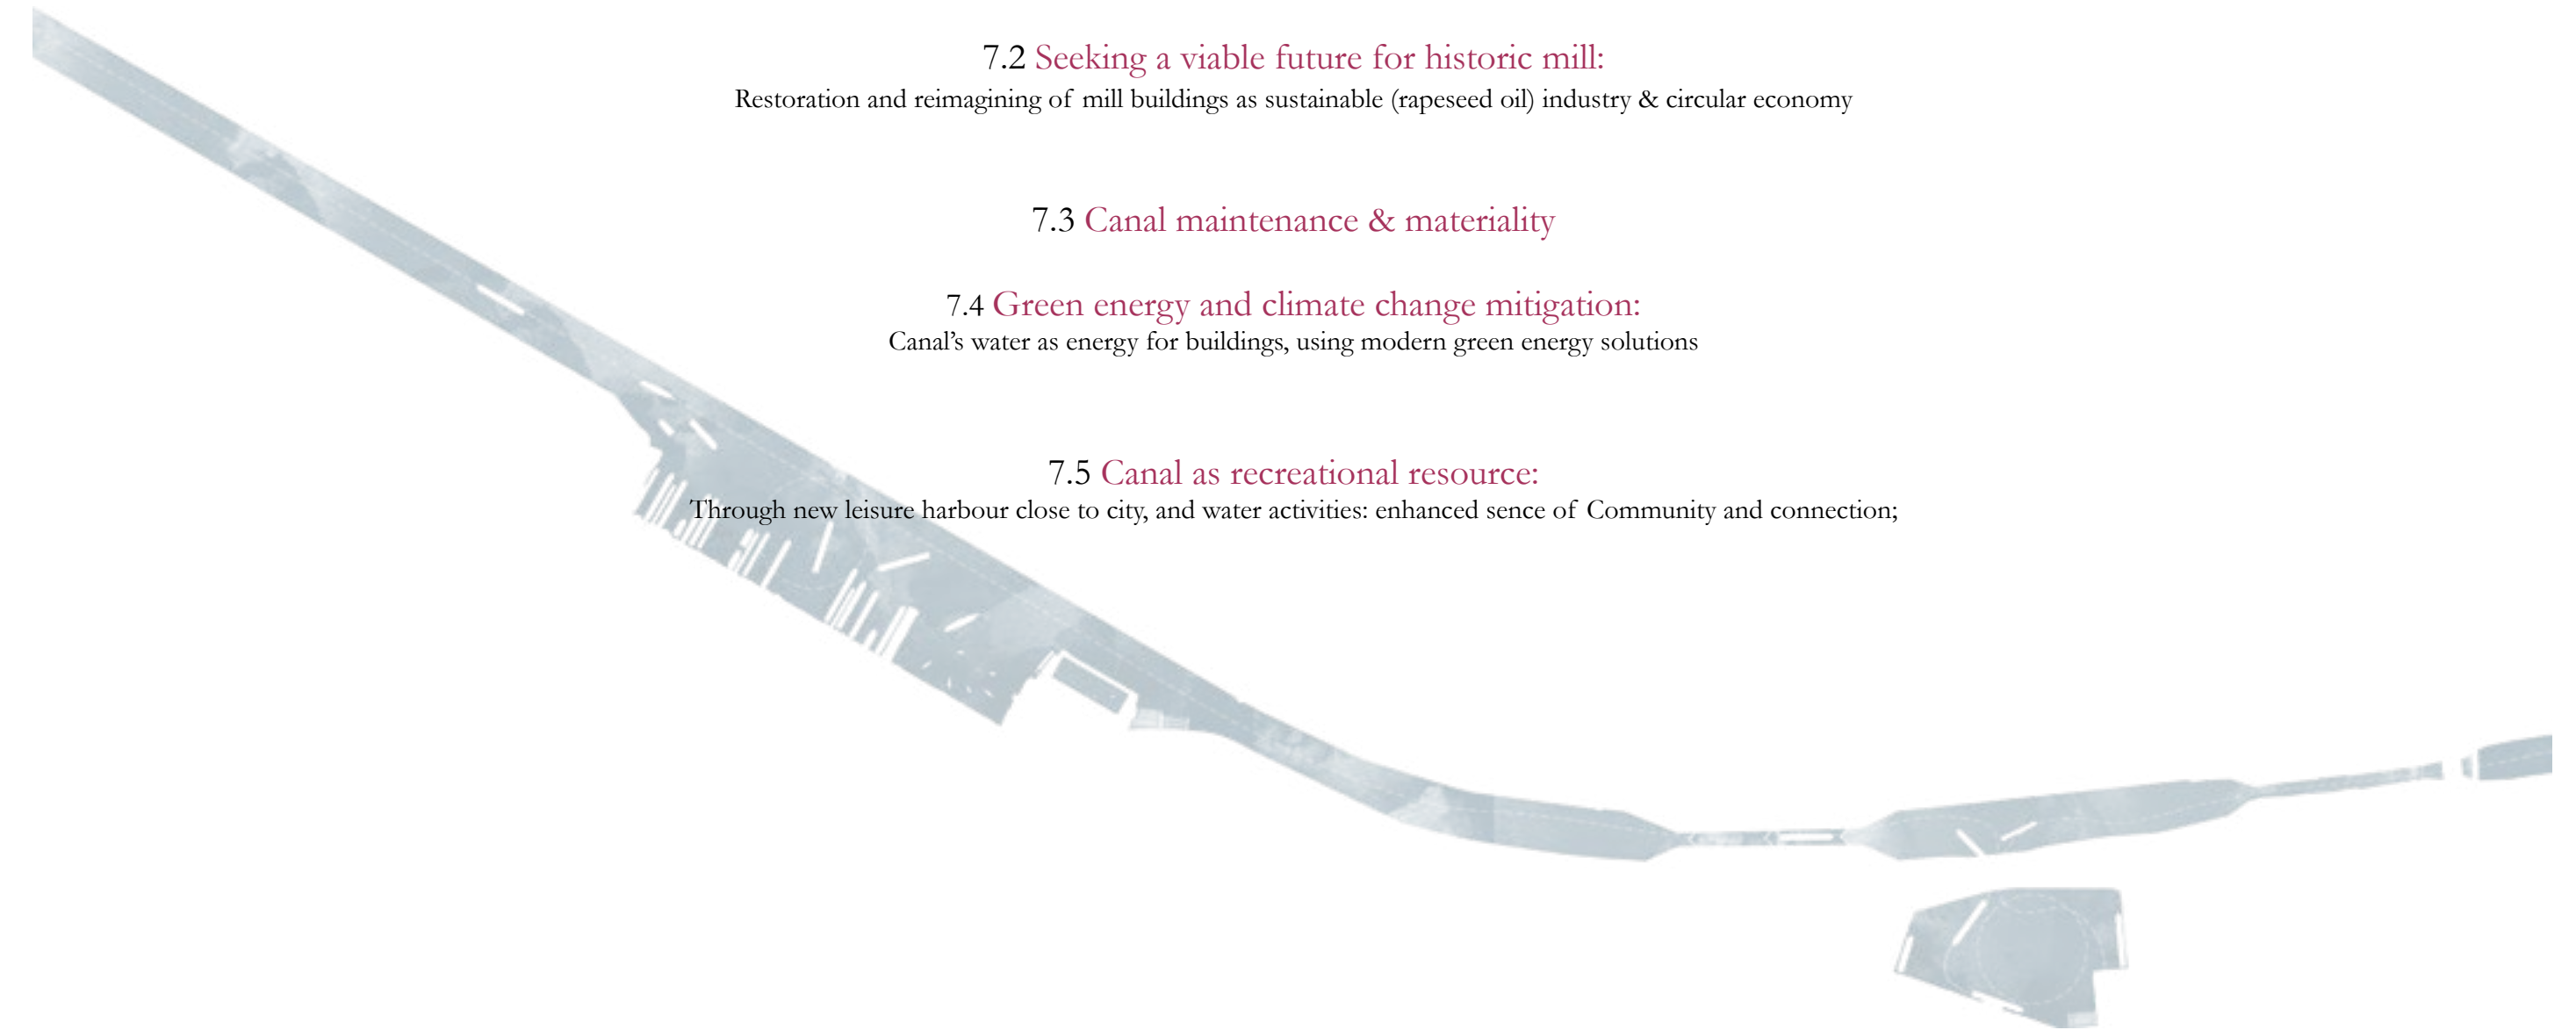 7.2 Seeking a viable future for historic mill:
Restoration and reimagining of mill buildings as sustainable (rapeseed oil) industry & circular economy
7.3 Canal maintenance & materiality
7.4 Green energy and climate change mitigation:
Canal’s water as energy for buildings, using modern green energy solutions
7.5 Canal as recreational resource:
Through new leisure harbour close to city, and water activities: enhanced sence of Community and connection;